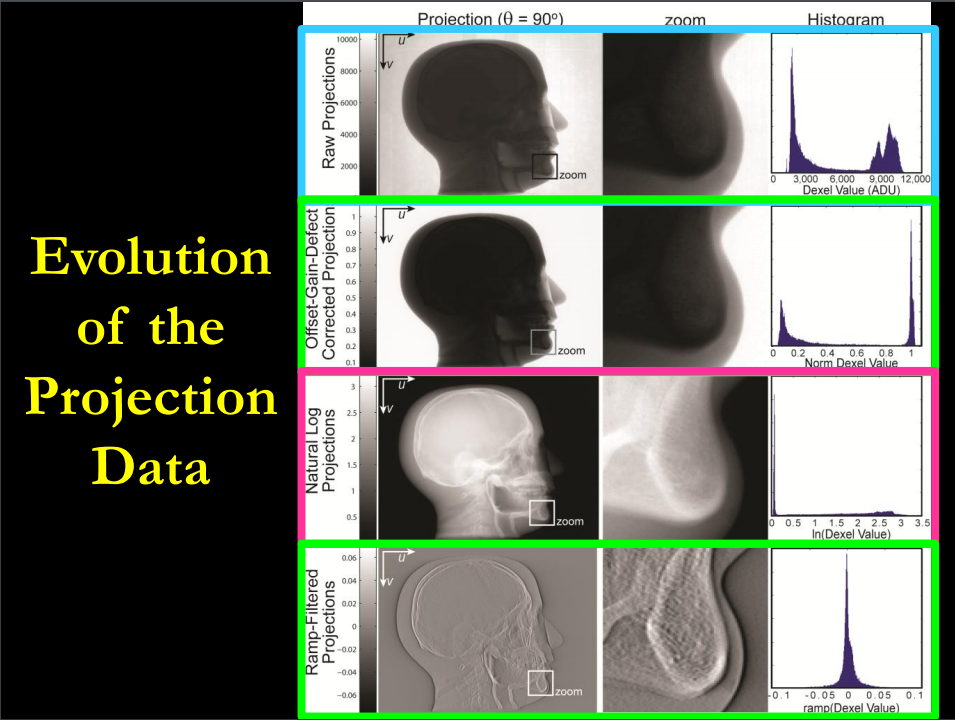 Evolution
of the
Projection
Data
Projection (θ = 90°) zoom Histogram
Raw Projections
10000
8000
6000
4000
2000
u
v
zoom
0 3,000 6,000 9,000 12,000
Dexel Value (ADU)
Offset-Gain-Defect
Corrected Projection
1
0.9
0.8
0.7
0.6
0.5
0.4
0.3
0.2
0.1
u
v
zoom
0 0.2 0.4 0.6 0.8 1
Norm Dexel Value
Natural Log
Projections
3
2.5
2
1.5
1
0.5
u
v
zoom
0 0.5 1 1.5 2 2.5 3 3.5
ln(Dexel Value)
Ramp-Filtered
Projections
0.06
0.04
0.02
0
−0.02
−0.04
−0.06
u
v
zoom
-0.1 -0.05 0 0.05 0.1
ramp(Dexel Value)